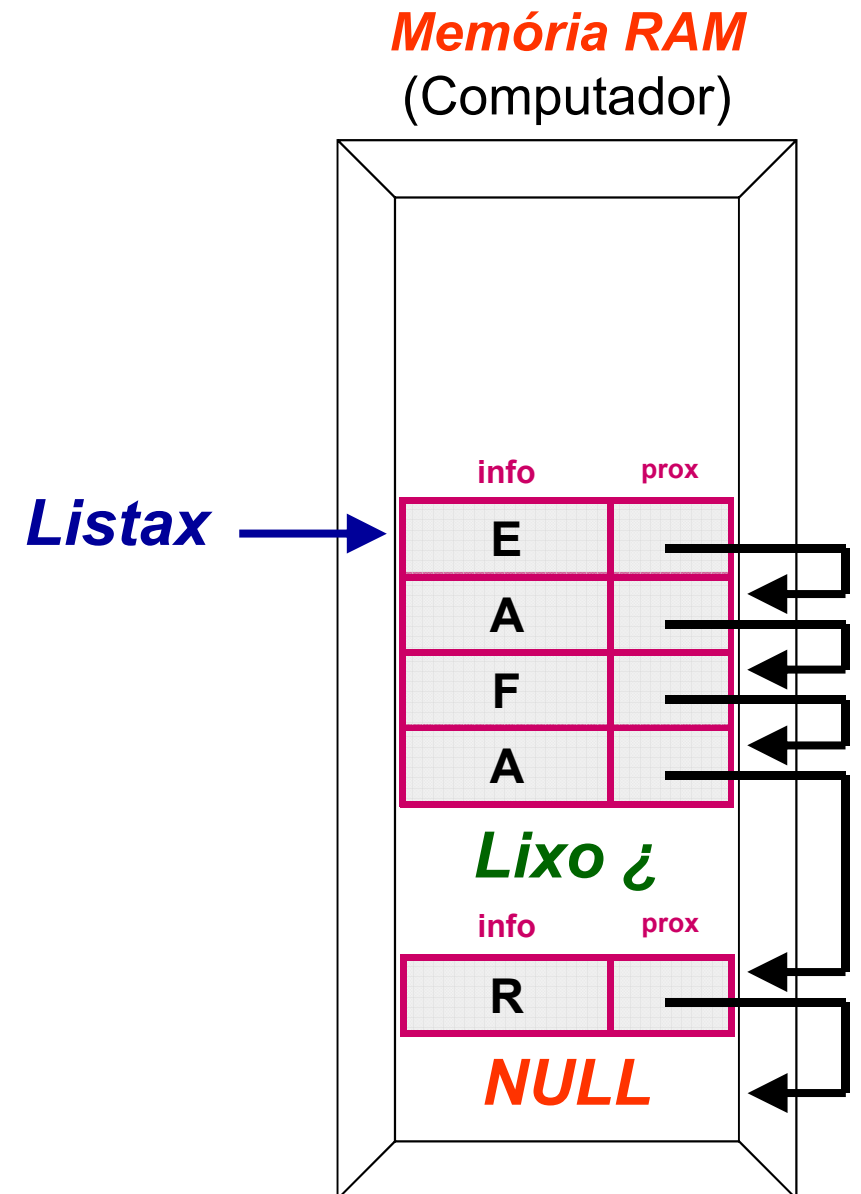 Memória RAM
(Computador)
info prox
Listax
E
A
F
A
Lixo ¿
info prox
R
NULL